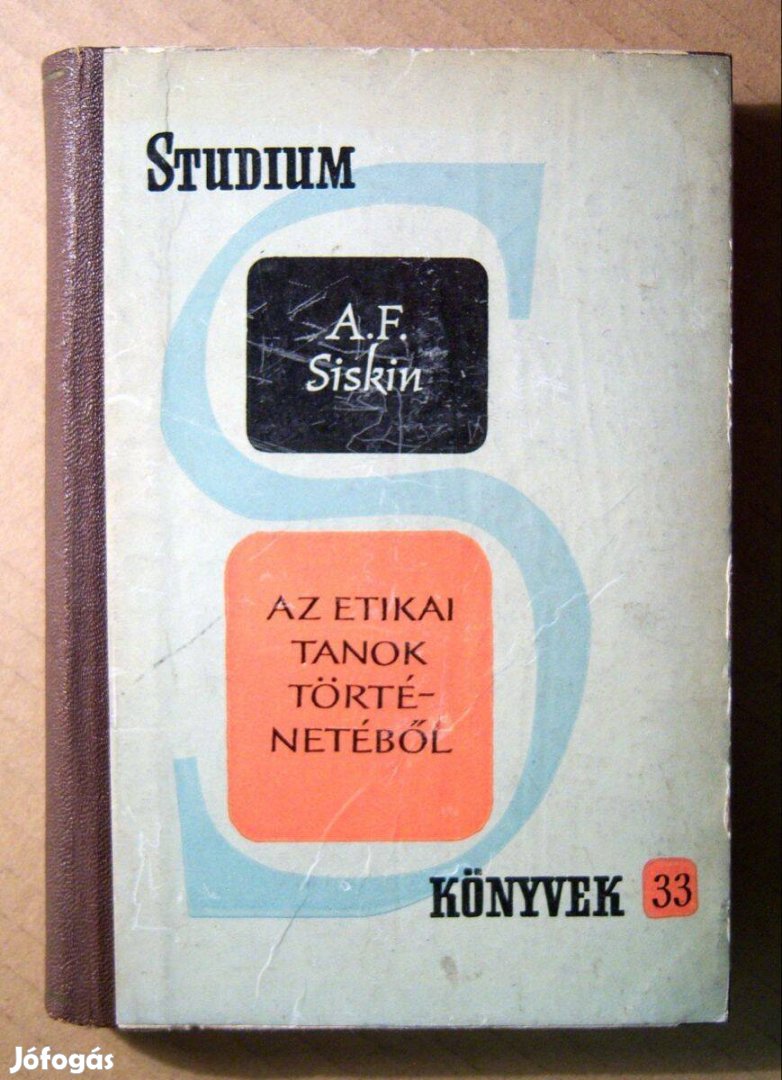 STUDIUM
A.F.
Siskin
AZ ETIKAI
TANOK
TÖRTÉ-
NETÉBŐL
KÖNYVEK 33
Jófogás